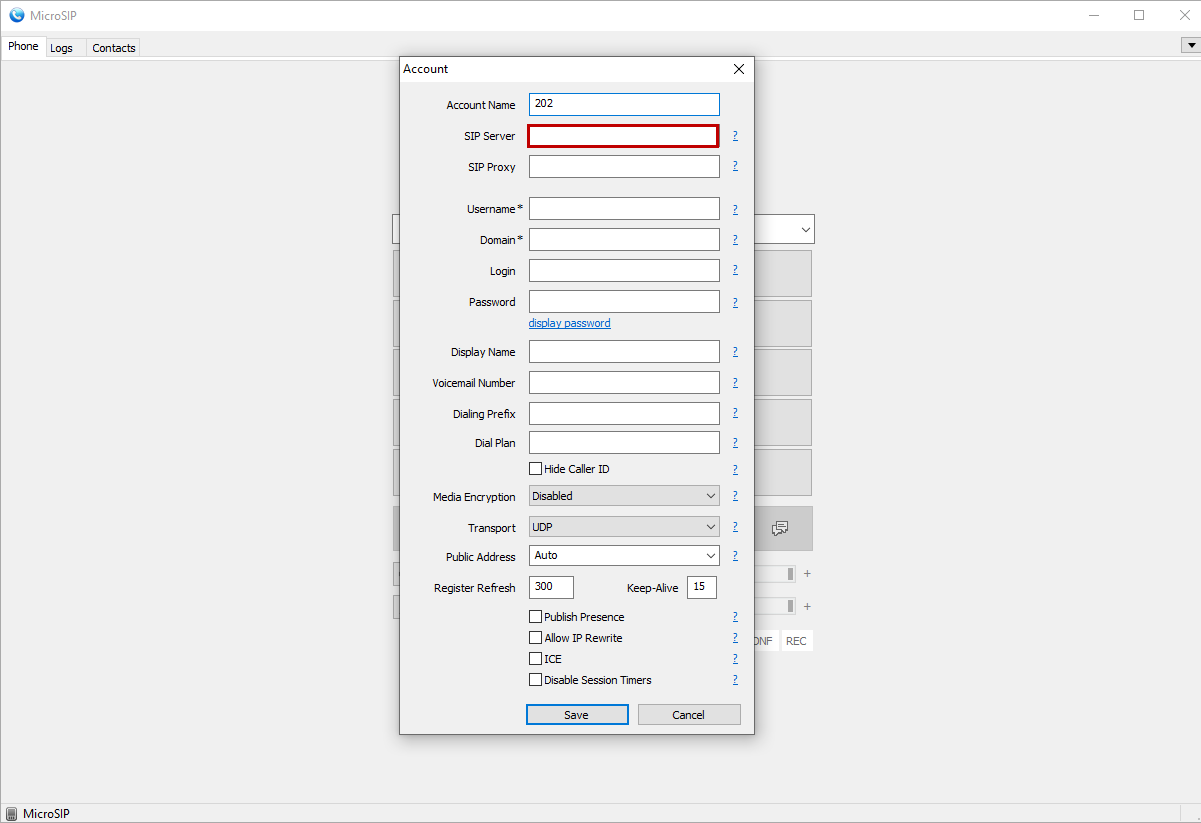 MicroSIP
Phone Logs Contacts
Account
Account Name 202
SIP Server ?
SIP Proxy ?
Username* ?
Domain* ?
Login ?
Password ?
display password
Display Name ?
Voicemail Number ?
Dialing Prefix ?
Dial Plan ?
Hide Caller ID ?
Media Encryption Disabled ?
Transport UDP ?
Public Address Auto ?
+
Register Refresh 300 Keep-Alive 15
+
Publish Presence ?
Allow IP Rewrite ?
REC
ICE ?
Disable Session Timers ?
Save Cancel
MicroSIP